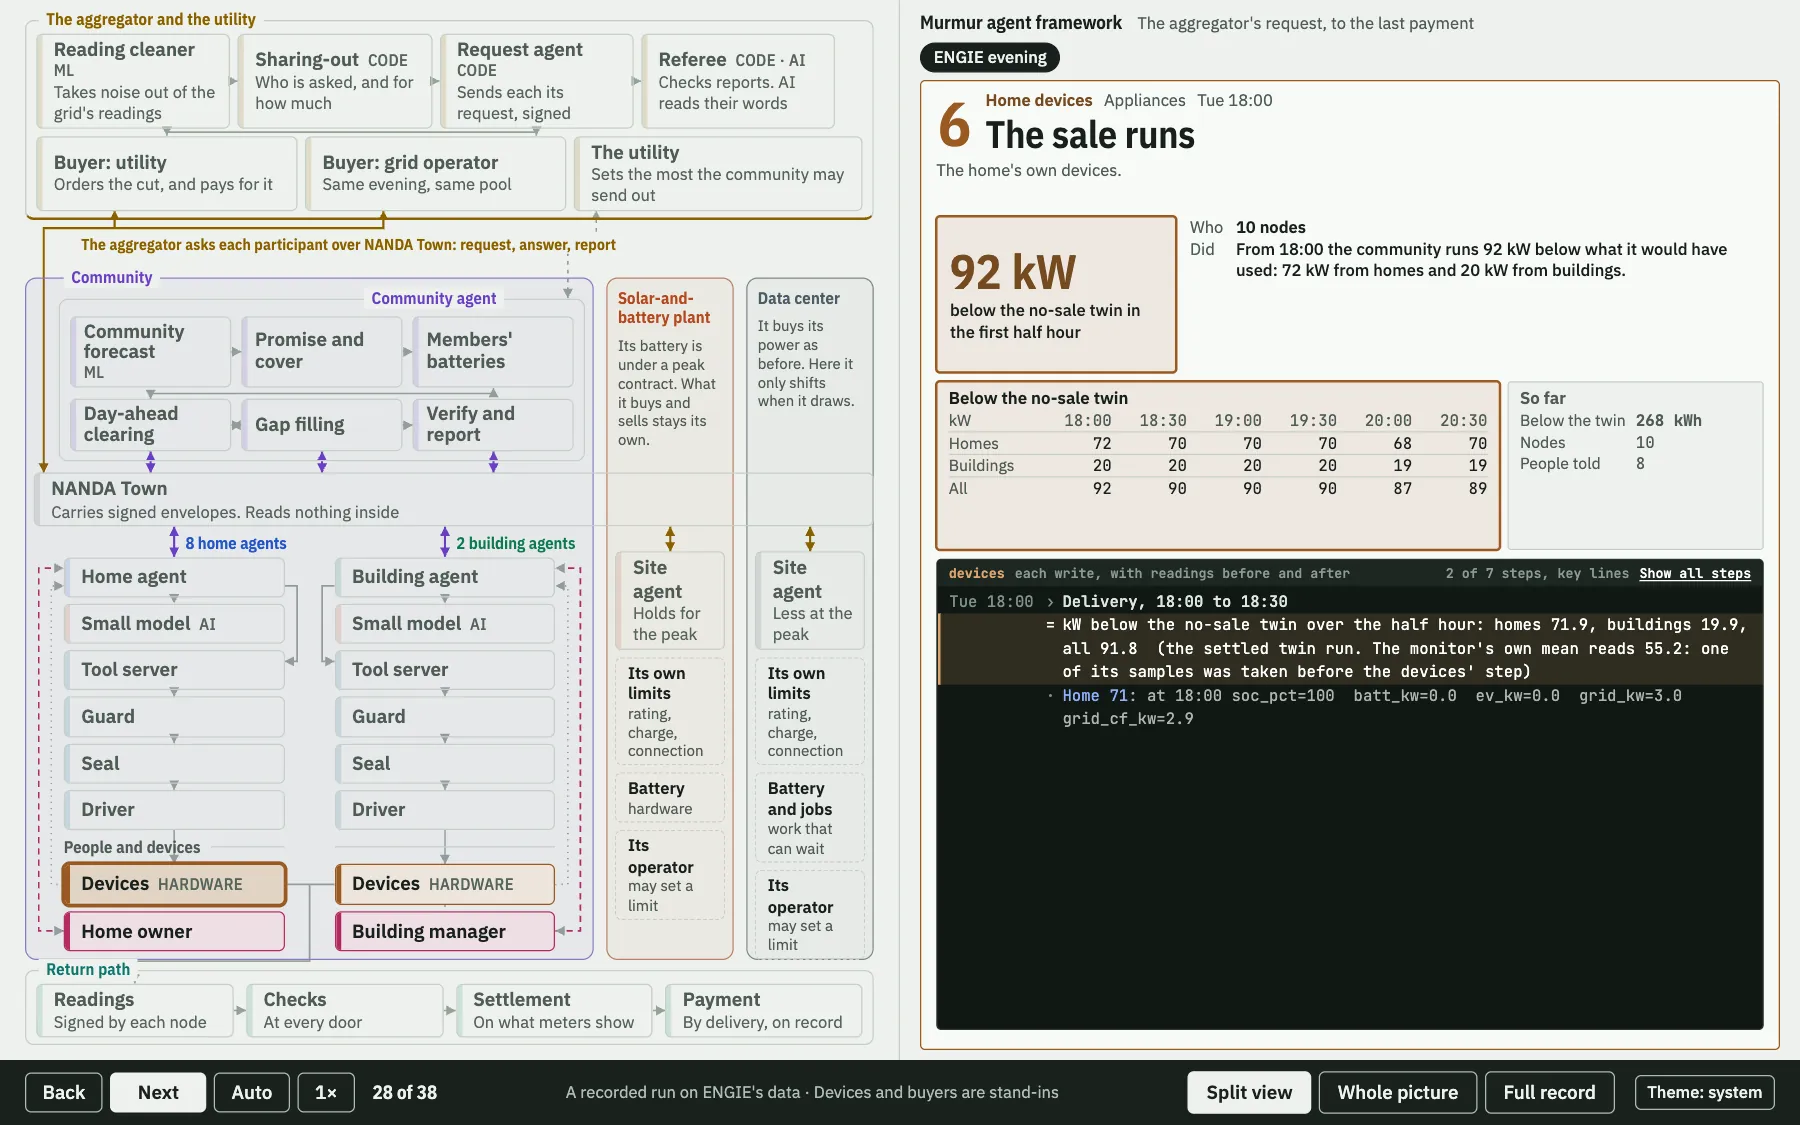 The aggregator and the utility
Reading cleaner
ML
Takes noise out of the
grid's readings
Sharing-out CODE
Who is asked, and for
how much
Request agent
CODE
Sends each its
request, signed
Referee CODE · AI
Checks reports. AI
reads their words
Buyer: utility
Orders the cut, and pays for it
Buyer: grid operator
Same evening, same pool
The utility
Sets the most the community may
send out
The aggregator asks each participant over NANDA Town: request, answer, report
Community
Community agent
Community
forecast
ML
Promise and
cover
Members'
batteries
Day-ahead
clearing
Gap filling
Verify and
report
Solar-and-
battery plant
Its battery is
under a peak
contract. What
it buys and
sells stays its
own.
Data center
It buys its
power as
before. Here it
only shifts
when it draws.
NANDA Town
Carries signed envelopes. Reads nothing inside
8 home agents
2 building agents
Home agent
Small model AI
Tool server
Guard
Seal
Driver
People and devices
Devices HARDWARE
Home owner
Building agent
Small model AI
Tool server
Guard
Seal
Driver
Devices HARDWARE
Building manager
Site
agent
Holds for
the peak
Its own
limits
rating,
charge,
connection
Battery
hardware
Its
operator
may set a
limit
Site
agent
Less at the
peak
Its own
limits
rating,
charge,
connection
Battery
and jobs
work that
can wait
Its
operator
may set a
limit
Return path
Readings
Signed by each node
Checks
At every door
Settlement
On what meters show
Payment
By delivery, on record
Murmur agent framework The aggregator's request, to the last payment
ENGIE evening
6
Home devices Appliances Tue 18:00
The sale runs
The home's own devices.
92 kW
below the no-sale twin in
the first half hour
Who 10 nodes
Did From 18:00 the community runs 92 kW below what it would have
used: 72 kW from homes and 20 kW from buildings.
Below the no-sale twin
kW 18:00 18:30 19:00 19:30 20:00 20:30
Homes 72 70 70 70 68 70
Buildings 20 20 20 20 19 19
All 92 90 90 90 87 89
So far
Below the twin 268 kWh
Nodes 10
People told 8
devices each write, with readings before and after 2 of 7 steps, key lines Show all steps
Tue 18:00 › Delivery, 18:00 to 18:30
= kW below the no-sale twin over the half hour: homes 71.9, buildings 19.9,
all 91.8 (the settled twin run. The monitor's own mean reads 55.2: one
of its samples was taken before the devices' step)
· Home 71: at 18:00 soc_pct=100 batt_kw=0.0 ev_kw=0.0 grid_kw=3.0
grid_cf_kw=2.9
Back Next Auto 1× 28 of 38 A recorded run on ENGIE's data · Devices and buyers are stand-ins Split view Whole picture Full record Theme: system